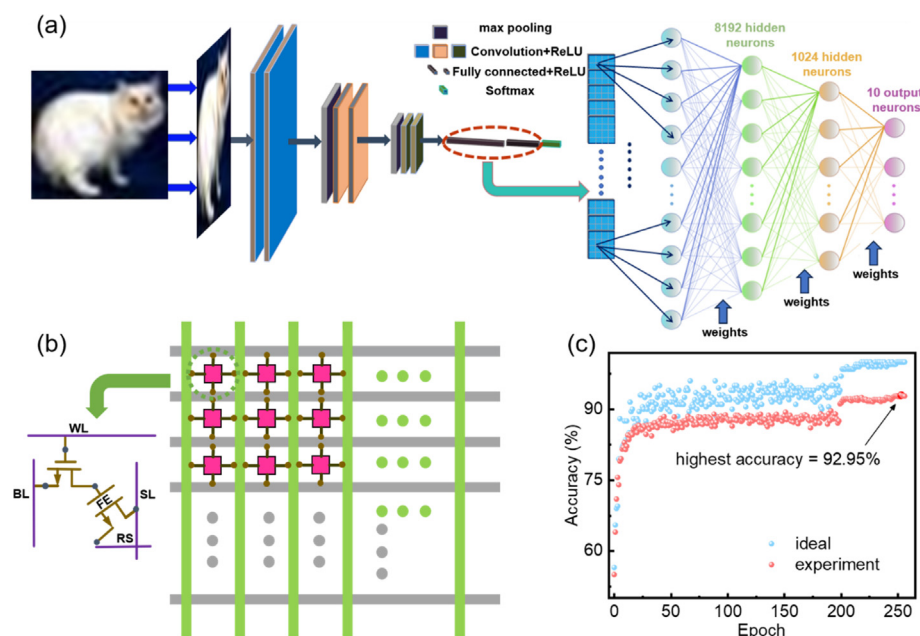 (a)
max pooling
Convolution+ReLU
Fully connected+ReLU
Softmax
8192 hidden
neurons
1024 hidden
neurons
10 output
neurons
weights
weights
weights
(b)
WL
BL
FE
SL
RS
(c)
Accuracy (%)
90
75
60
highest accuracy = 92.95%
ideal
experiment
0
50
100
150
200
250
Epoch